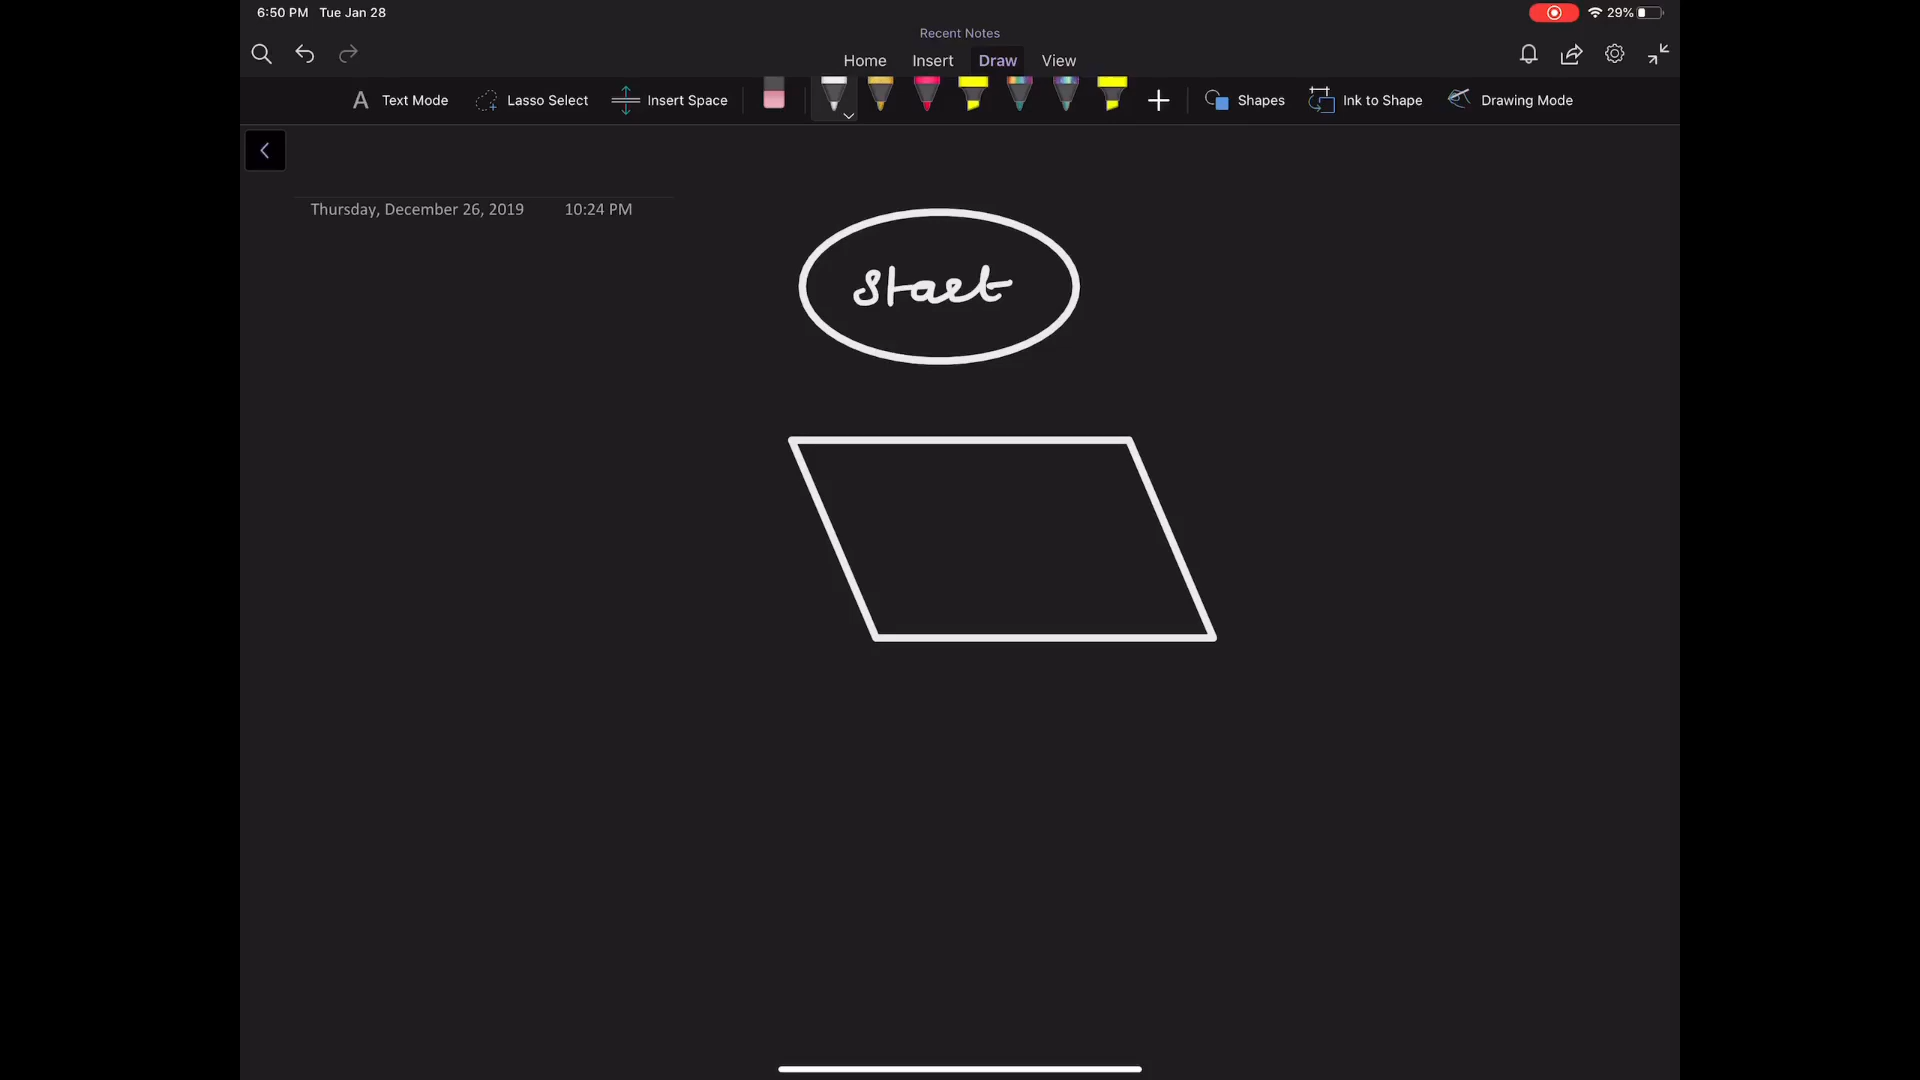 6:50 PM Tue Jan 28
29%
Recent Notes
Home Insert Draw View
Text Mode Lasso Select Insert Space Shapes Ink to Shape Drawing Mode
Thursday, December 26, 2019 10:24 PM
Start